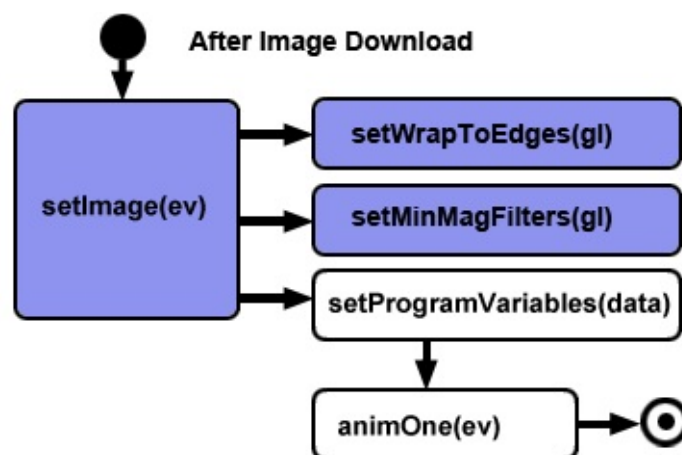 After Image Download
setWrapToEdges(gl)
setImage(ev)
setMinMagFilters(gl)
setProgramVariables(data)
animOne(ev)